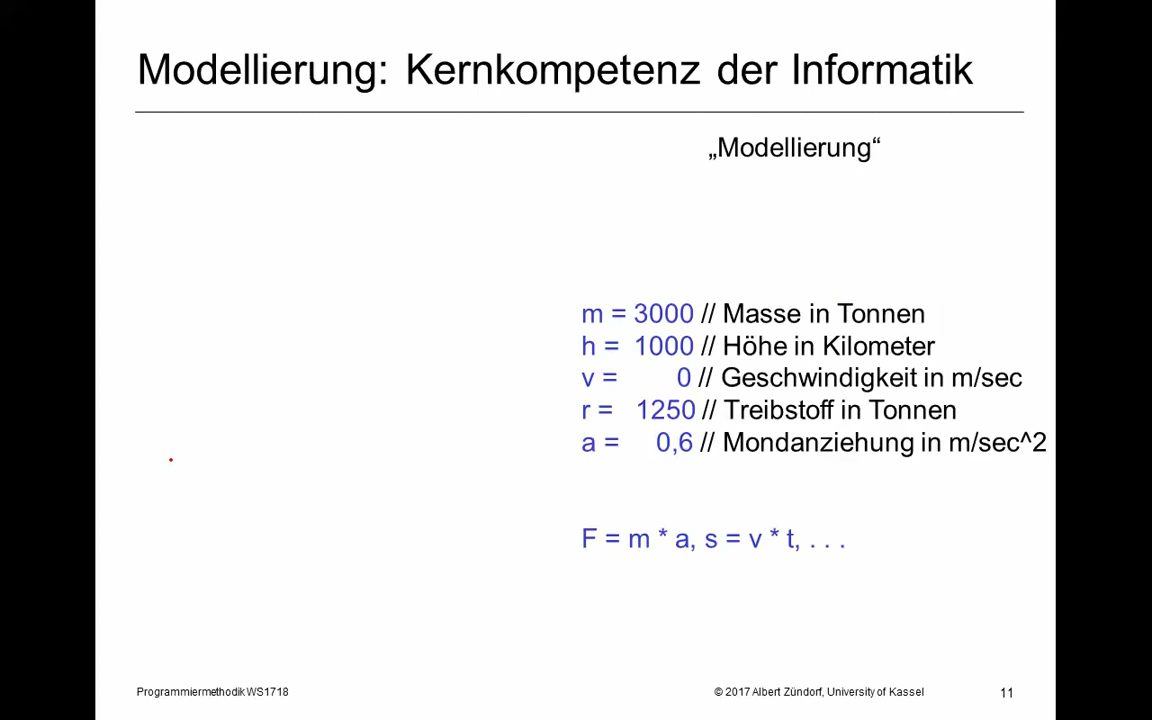 Modellierung: Kernkompetenz der Informatik
„Modellierung“
m = 3000 // Masse in Tonnen
h = 1000 // Höhe in Kilometer
v = 0 // Geschwindigkeit in m/sec
r = 1250 // Treibstoff in Tonnen
a = 0,6 // Mondanziehung in m/sec^2
F = m * a, s = v * t, . . .
Programmiermethodik WS1718
© 2017 Albert Zündorf, University of Kassel
11